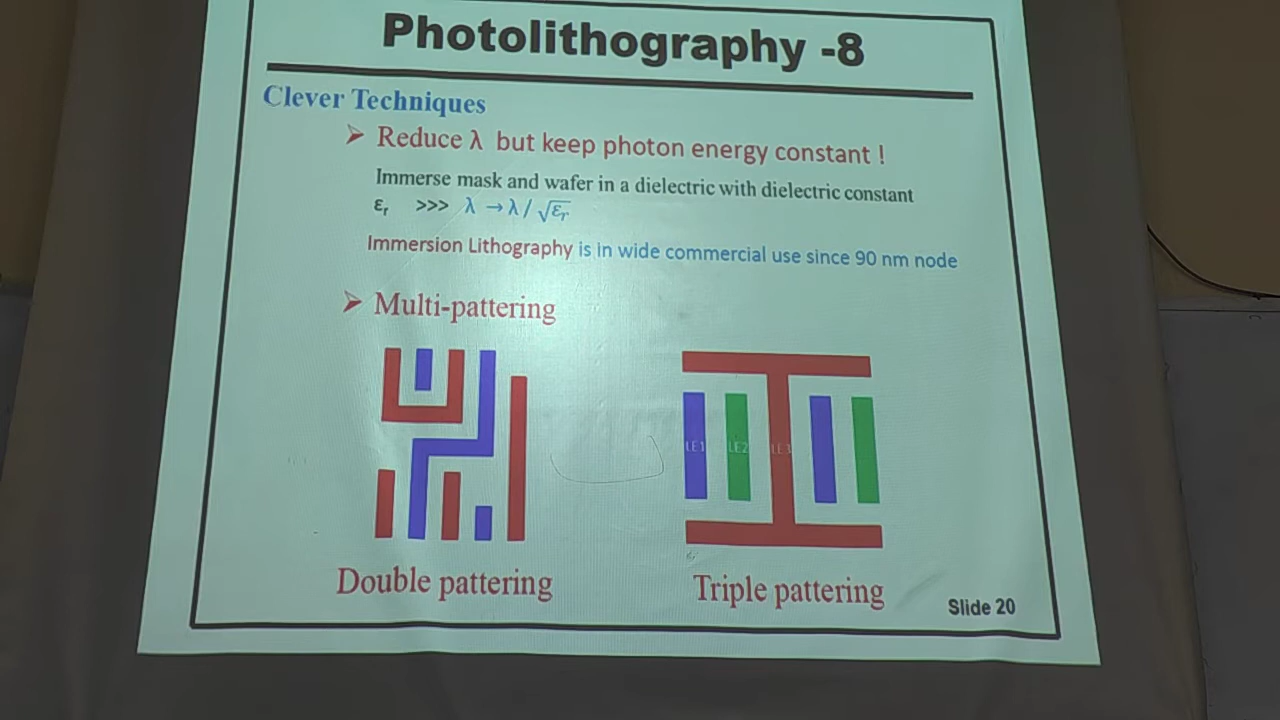 Photolithography -8
Clever Techniques
➤ Reduce λ but keep photon energy constant !
Immerse mask and wafer in a dielectric with dielectric constant
εr >>> λ →λ/√εr
Immersion Lithography is in wide commercial use since 90 nm node
➤ Multi-pattering
LE1 LE2 LE3
Double pattering
Triple pattering
Slide 20